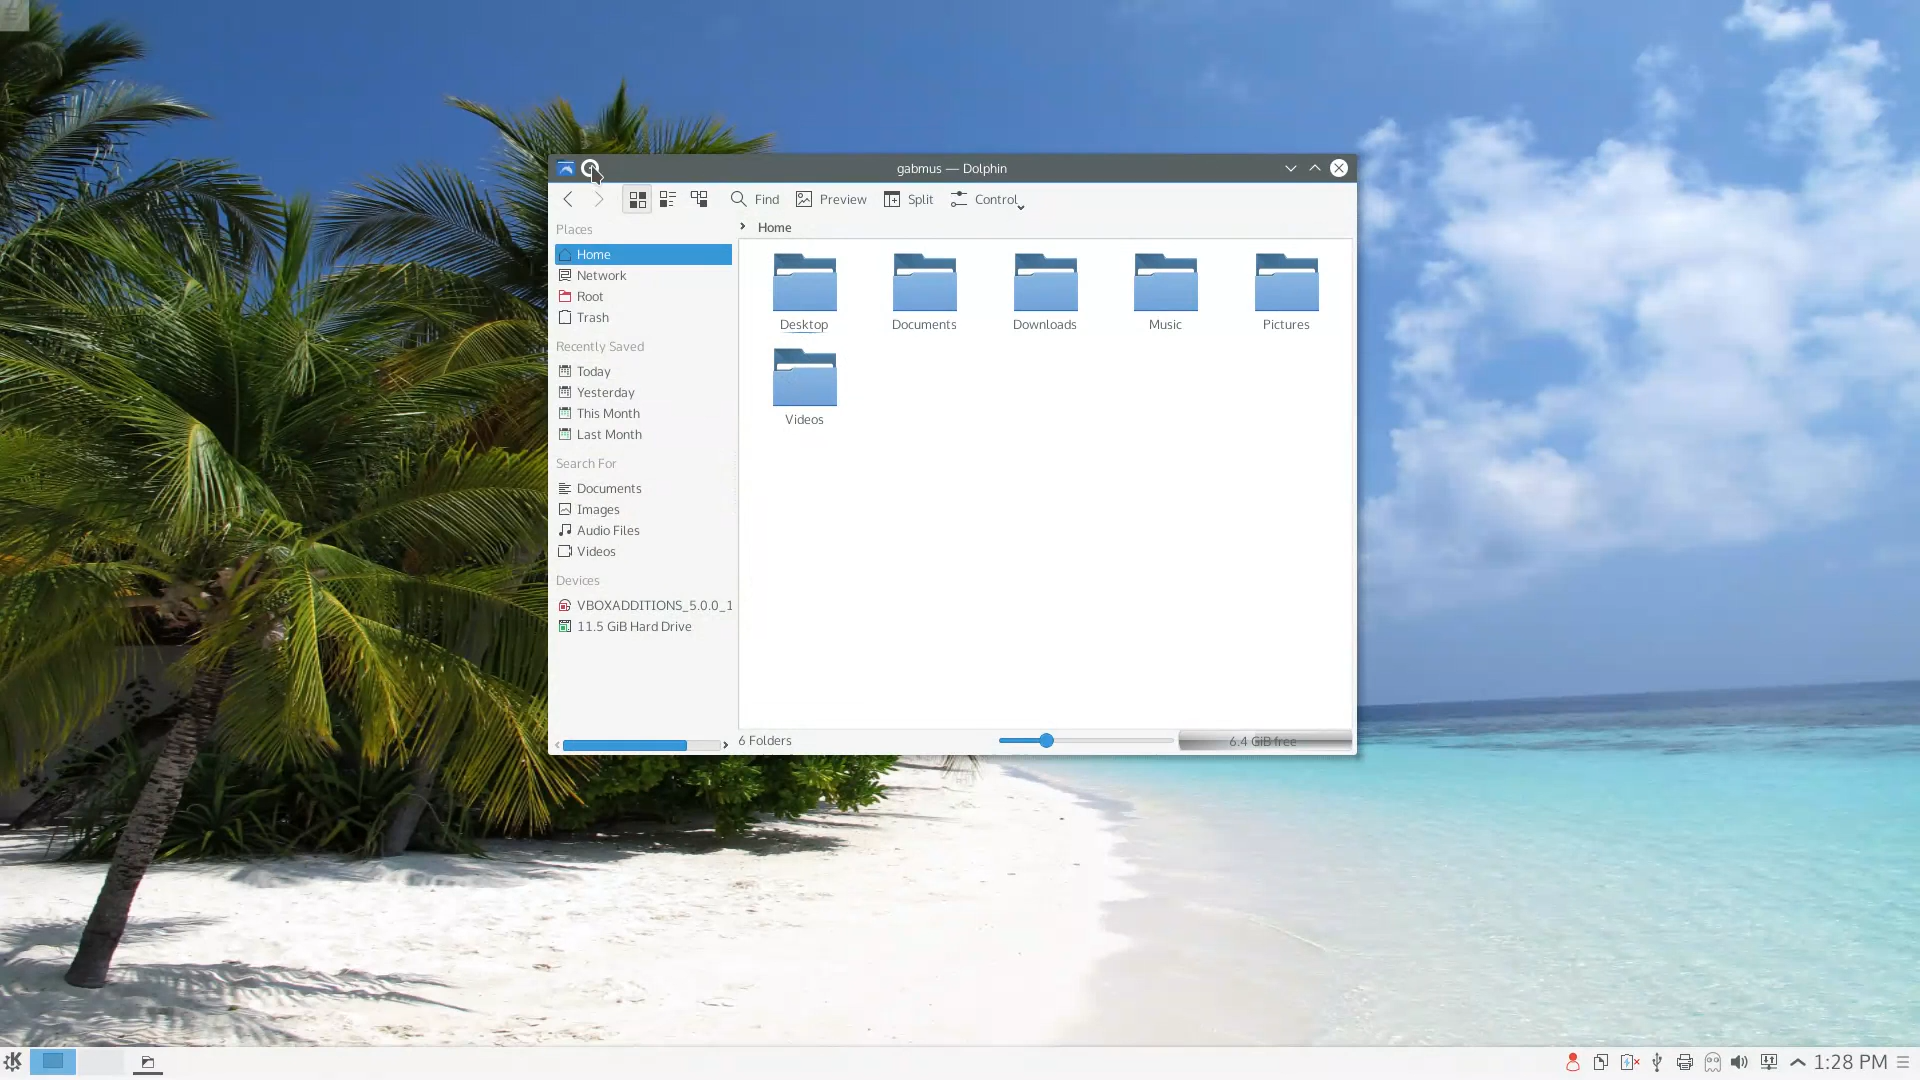 gabmus — Dolphin
Find Preview Split Control
Places
Home
Network
Root
Trash
Recently Saved
Today
Yesterday
This Month
Last Month
Search For
Documents
Images
Audio Files
Videos
Devices
VBOXADDITIONS_5.0.0_1
11.5 GiB Hard Drive
Home
Desktop Documents Downloads Music Pictures
Videos
6 Folders
6.4 GiB free
1:28 PM